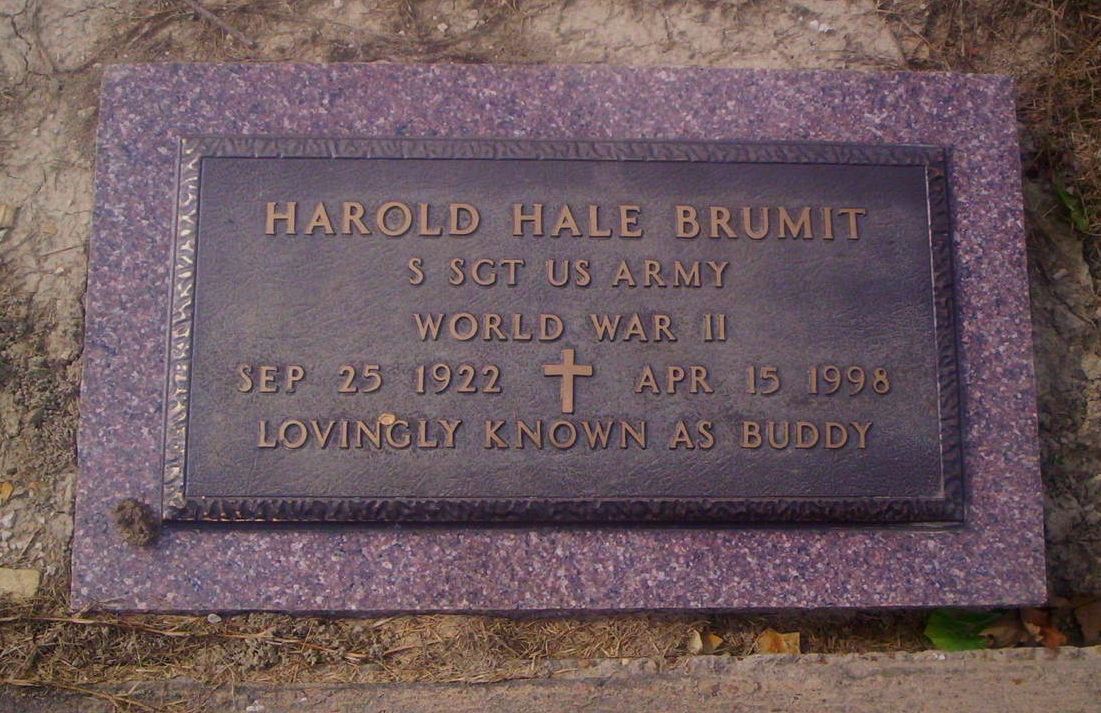 HAROLD HALE BRUMIT
S SGT US ARMY
WORLD WAR II
SEP 25 1922 APR 15 1998
LOVINGLY KNOWN AS BUDDY